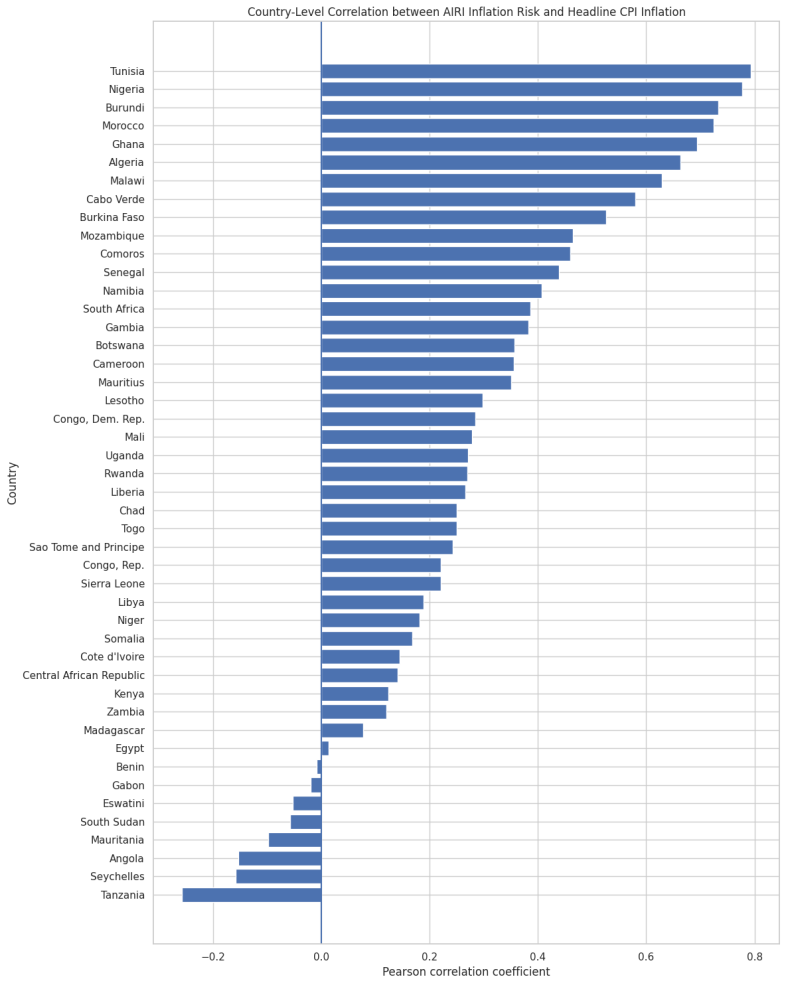 Country-Level Correlation between AIRI Inflation Risk and Headline CPI Inflation
Country
Tunisia
Nigeria
Burundi
Morocco
Ghana
Algeria
Malawi
Cabo Verde
Burkina Faso
Mozambique
Comoros
Senegal
Namibia
South Africa
Gambia
Botswana
Cameroon
Mauritius
Lesotho
Congo, Dem. Rep.
Mali
Uganda
Rwanda
Liberia
Chad
Togo
Sao Tome and Principe
Congo, Rep.
Sierra Leone
Libya
Niger
Somalia
Cote d'Ivoire
Central African Republic
Kenya
Zambia
Madagascar
Egypt
Benin
Gabon
Eswatini
South Sudan
Mauritania
Angola
Seychelles
Tanzania
−0.2 0.0 0.2 0.4 0.6 0.8
Pearson correlation coefficient